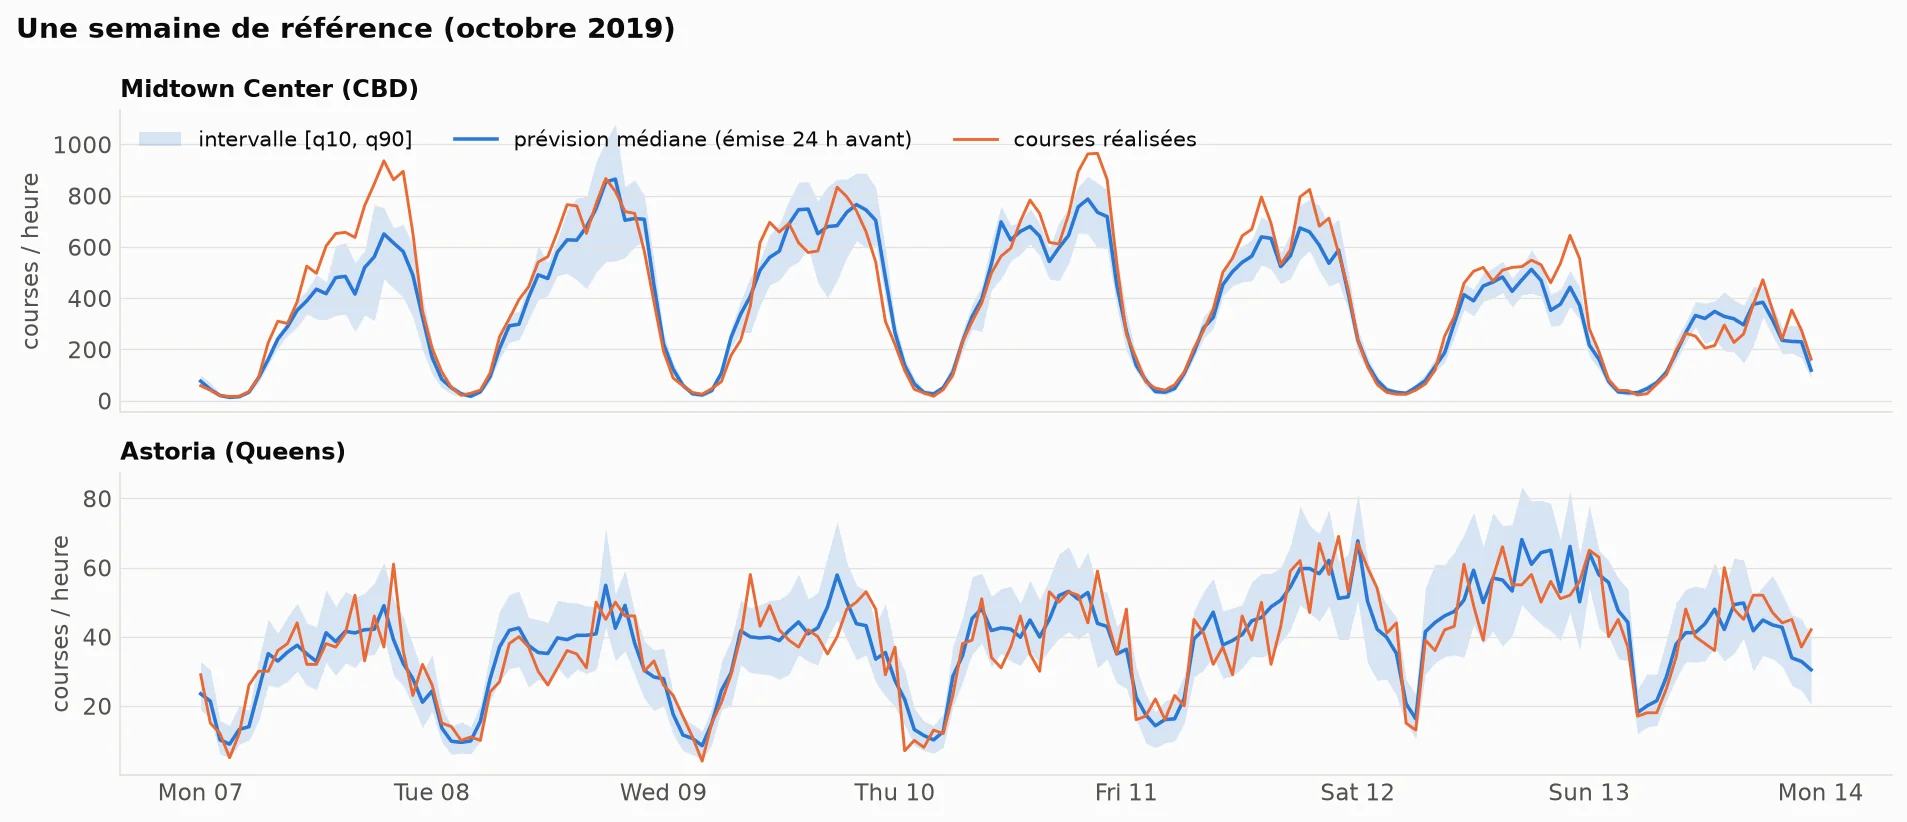 Une semaine de référence (octobre 2019)
Midtown Center (CBD)
intervalle [q10, q90] prévision médiane (émise 24 h avant) courses réalisées
1000
800
600
400
200
0
courses / heure
Astoria (Queens)
80
60
40
20
courses / heure
Mon 07 Tue 08 Wed 09 Thu 10 Fri 11 Sat 12 Sun 13 Mon 14